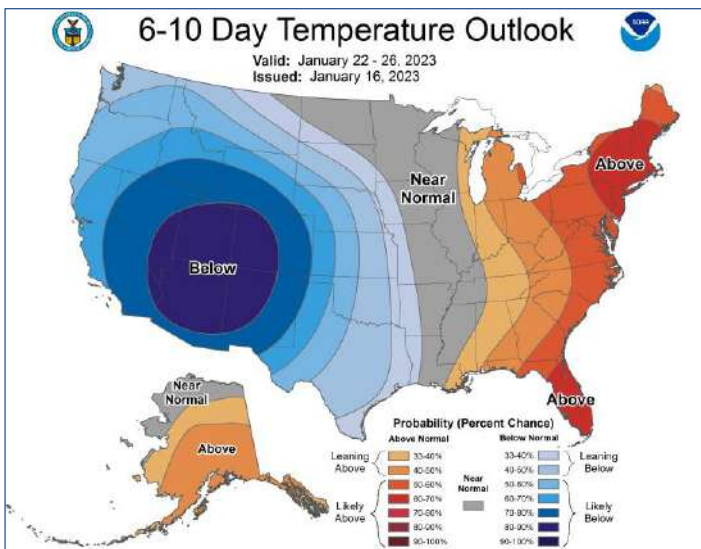 6-10 Day Temperature Outlook
Valid: January 22 - 26, 2023
Issued: January 16, 2023
NOAA
Above
Near
Normal
Below
Above
Near
Normal
Above
Probability (Percent Chance)
Above Normal
Below Normal
Leaning
Above
33-40%
40-50%
Likely
Above
50-60%
60-70%
70-80%
80-90%
90-100%
Near
Normal
33-40%
40-50%
Leaning
Below
50-60%
60-70%
70-80%
80-90%
90-100%
Likely
Below